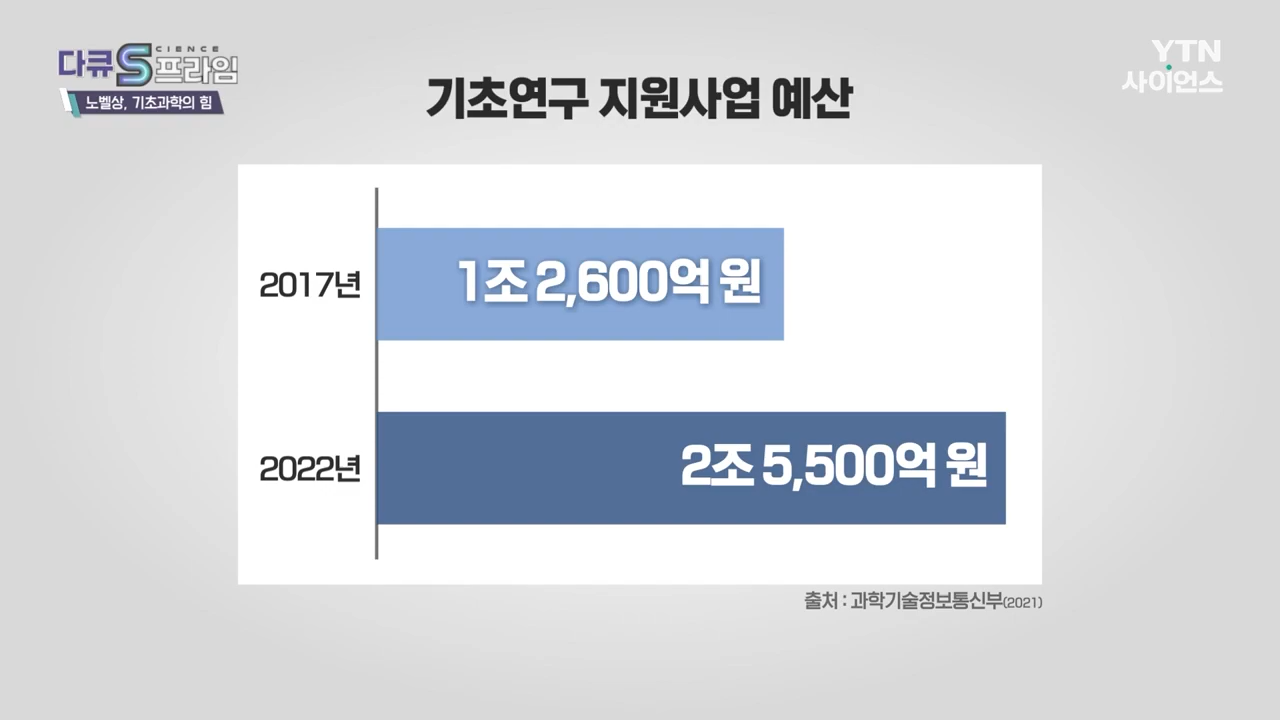 다큐S프라임
CIENCE
노벨상, 기초과학의 힘
YTN
사이언스
기초연구 지원사업 예산
2017년
1조 2,600억 원
2022년
2조 5,500억 원
출처 : 과학기술정보통신부(2021)